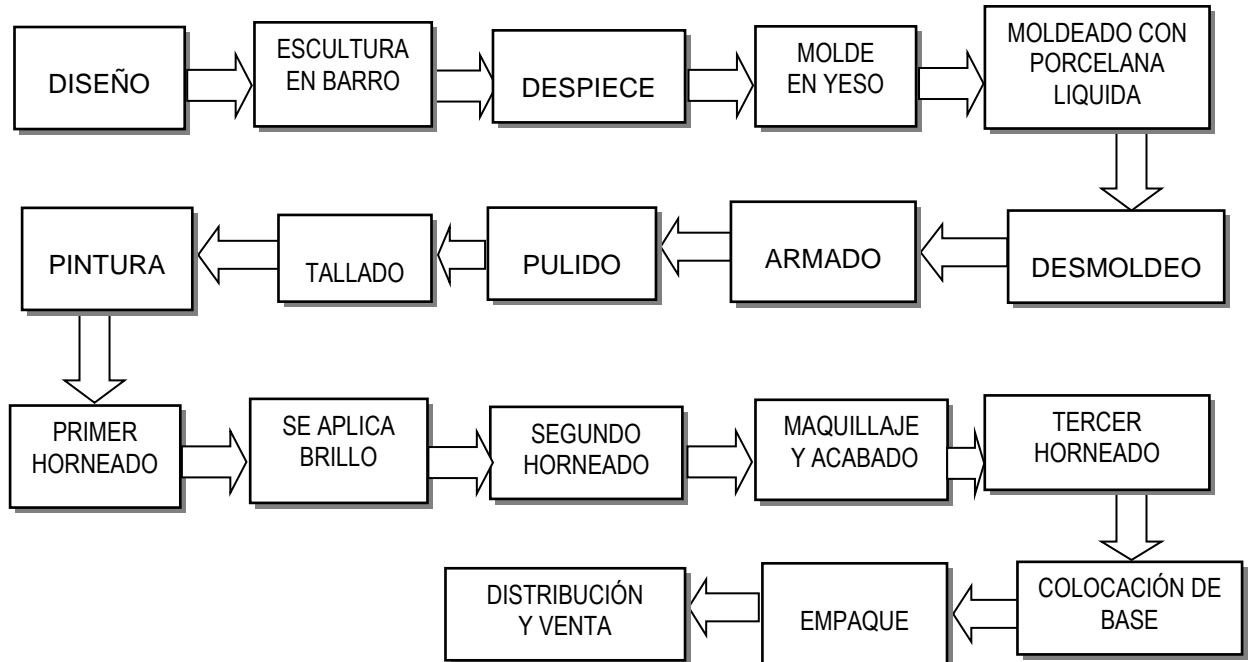 DISEÑO
ESCULTURA
EN BARRO
DESPIECE
MOLDE
EN YESO
MOLDEADO CON
PORCELANA
LIQUIDA
DESMOLDEO
ARMADO
PULIDO
TALLADO
PINTURA
PRIMER
HORNEADO
SE APLICA
BRILLO
SEGUNDO
HORNEADO
MAQUILLAJE
Y ACABADO
TERCER
HORNEADO
COLOCACIÓN DE
BASE
EMPAQUE
DISTRIBUCIÓN
Y VENTA